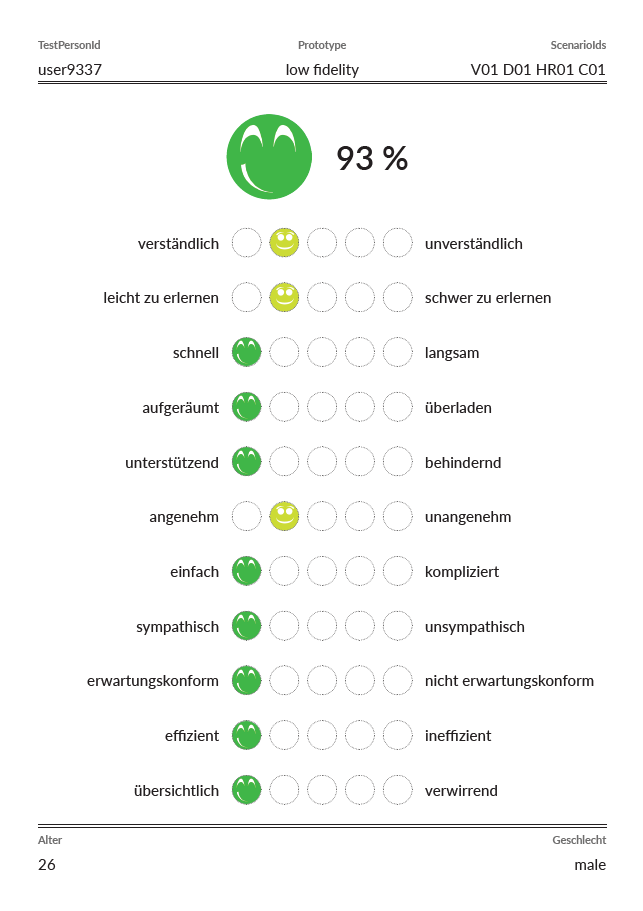 TestPersonId Prototype ScenarioIds
user9337 low fidelity V01 D01 HR01 C01
93 %
verständlich unverständlich
leicht zu erlernen schwer zu erlernen
schnell langsam
aufgeräumt überladen
unterstützend behindernd
angenehm unangenehm
einfach kompliziert
sympathisch unsympathisch
erwartungskonform nicht erwartungskonform
effizient ineffizient
übersichtlich verwirrend
Alter Geschlecht
26 male